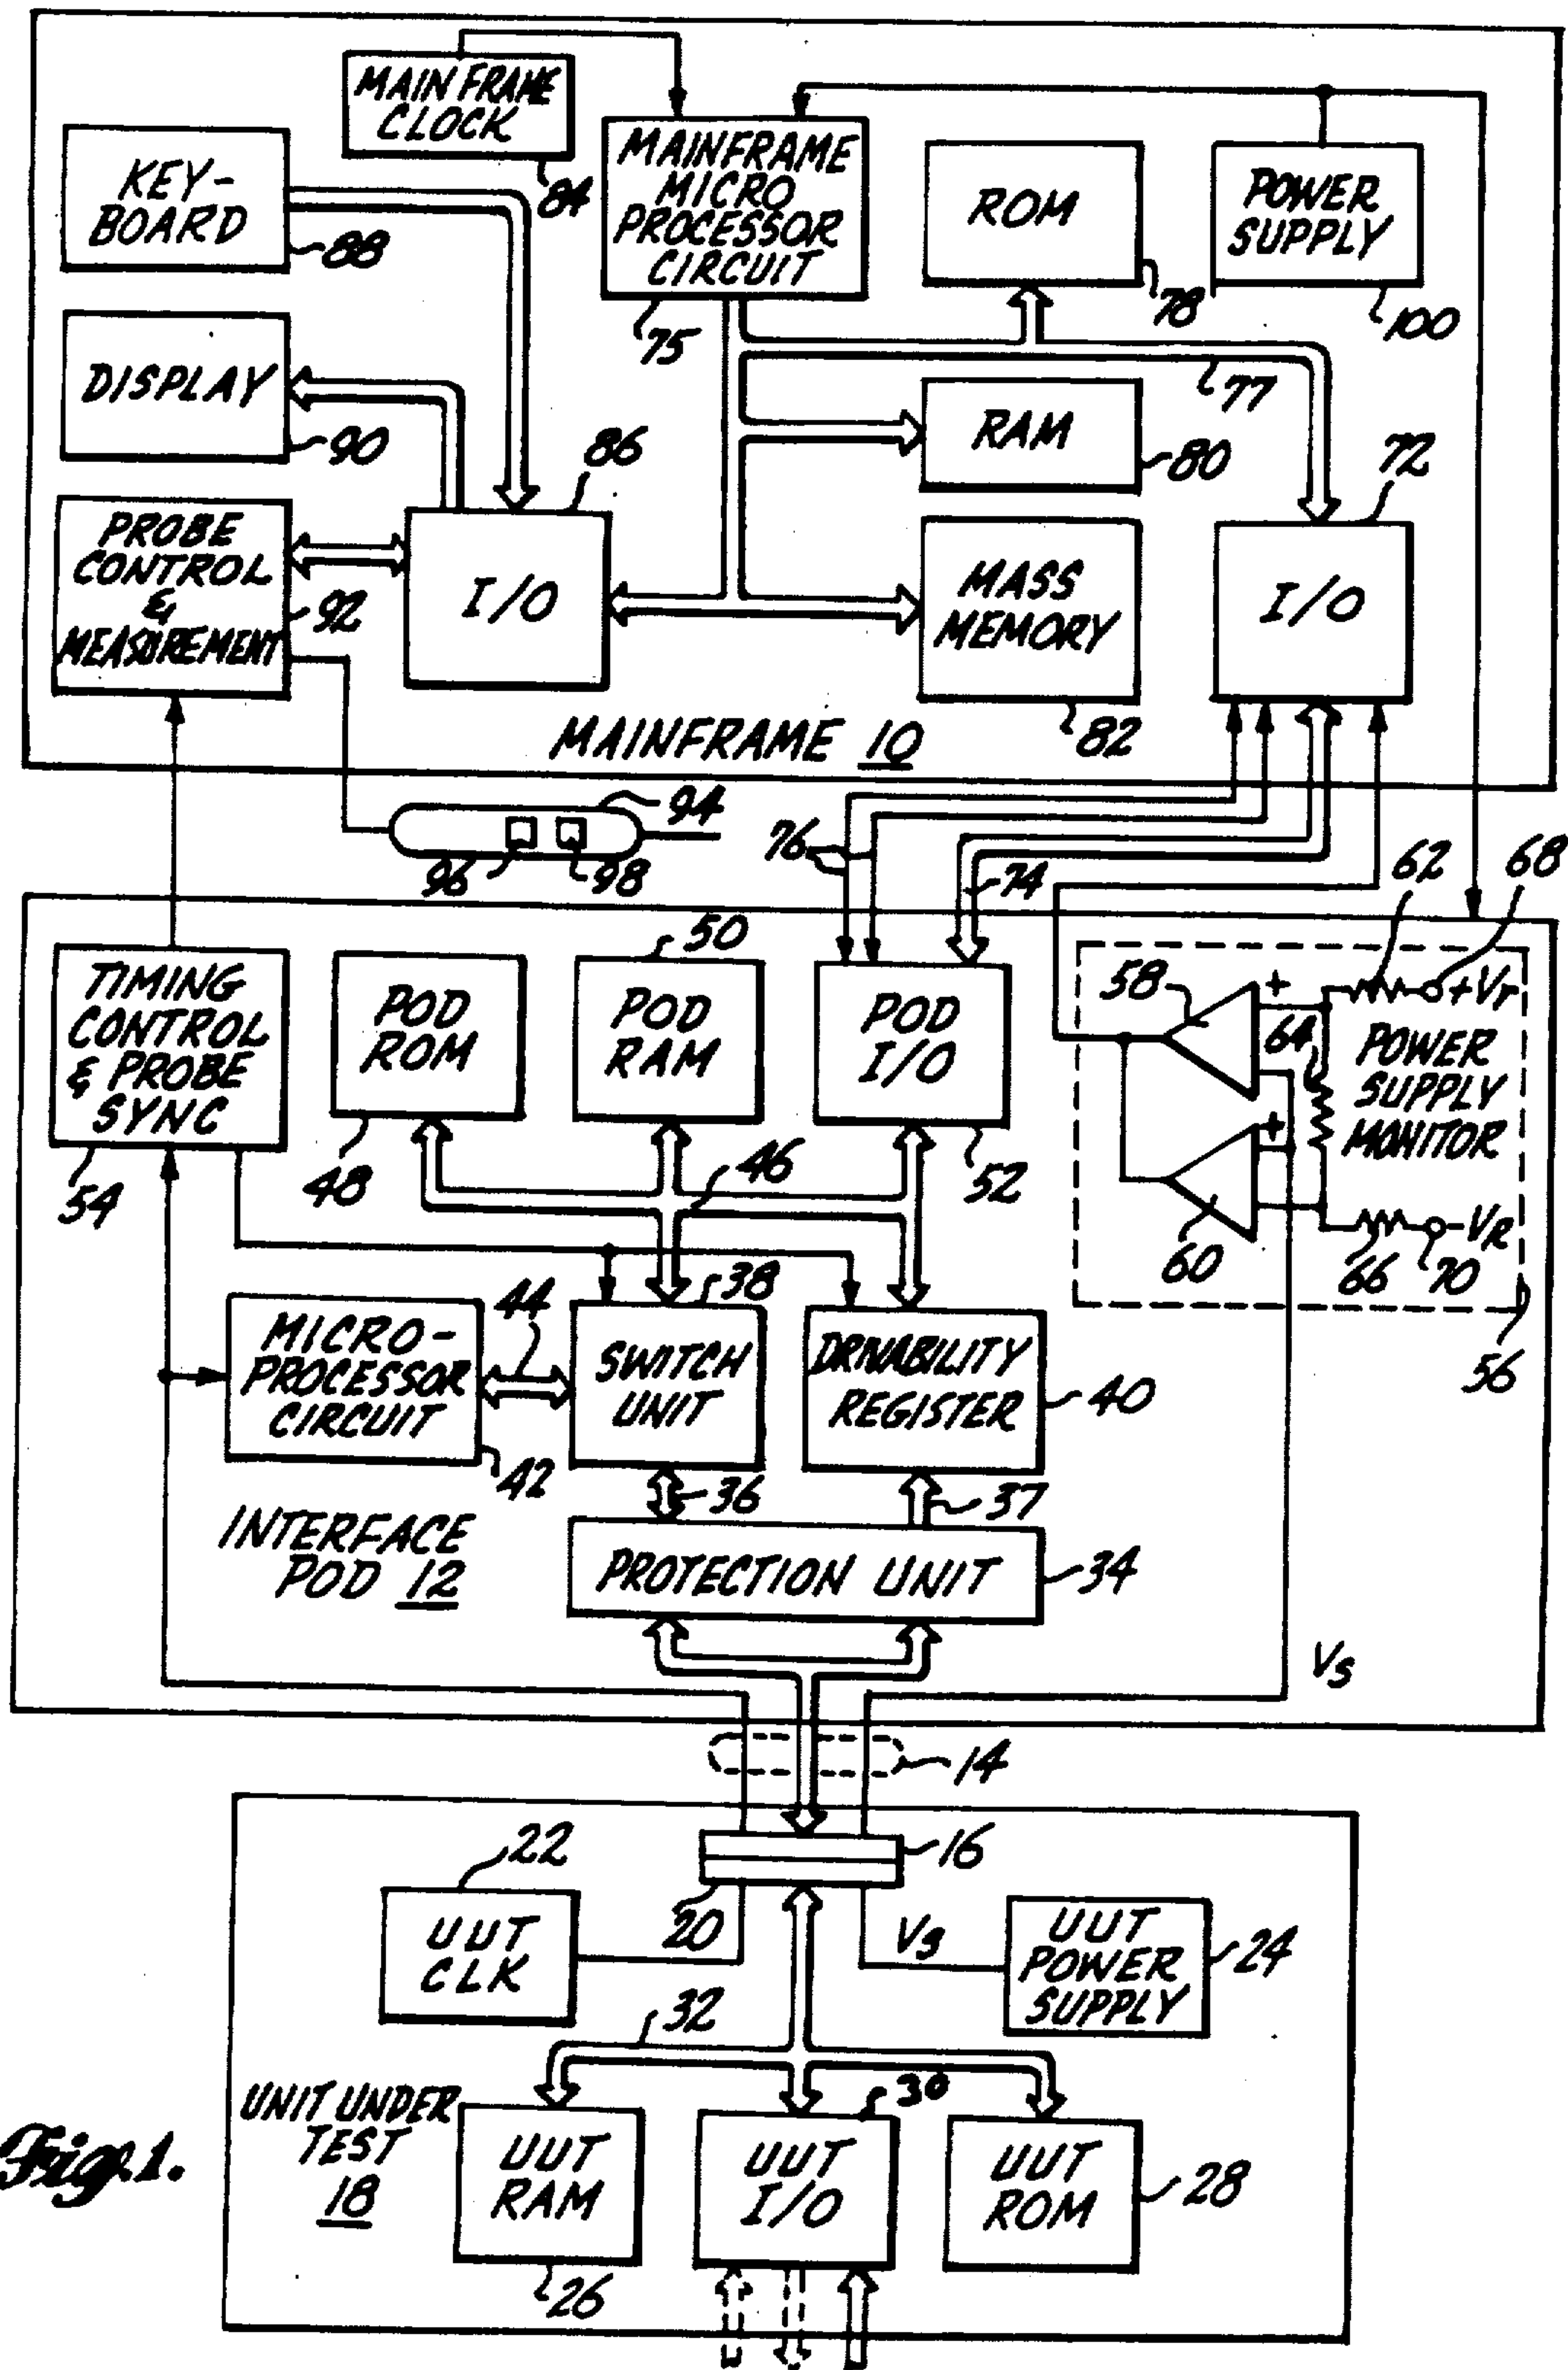 MAIN FRAME
CLOCK
84
KEY-
BOARD
88
MAINFRAME
MICRO
PROCESSOR
CIRCUIT
75
ROM
78
POWER
SUPPLY
100
77
DISPLAY
90
RAM
80
86
72
PROBE
CONTROL
&
MEASUREMENT
92
I/O
MASS
MEMORY
82
I/O
MAINFRAME 10
94
96
98
76
74
62
68
TIMING
CONTROL
& PROBE
SYNC
54
POD
ROM
48
50
POD
RAM
POD
I/O
52
46
58
+
64
+Vr
POWER
SUPPLY
MONITOR
+
60
66
70
-VR
56
MICRO-
PROCESSOR
CIRCUIT
42
44
38
SWITCH
UNIT
DRIVABILITY
REGISTER
40
36
37
INTERFACE
POD 12
PROTECTION UNIT
34
Vs
14
16
20
22
UUT
CLK
Vs
UUT
POWER
SUPPLY
24
32
UNIT UNDER
TEST
18
UUT
RAM
26
30
UUT
I/O
UUT
ROM
28
Fig. 1.